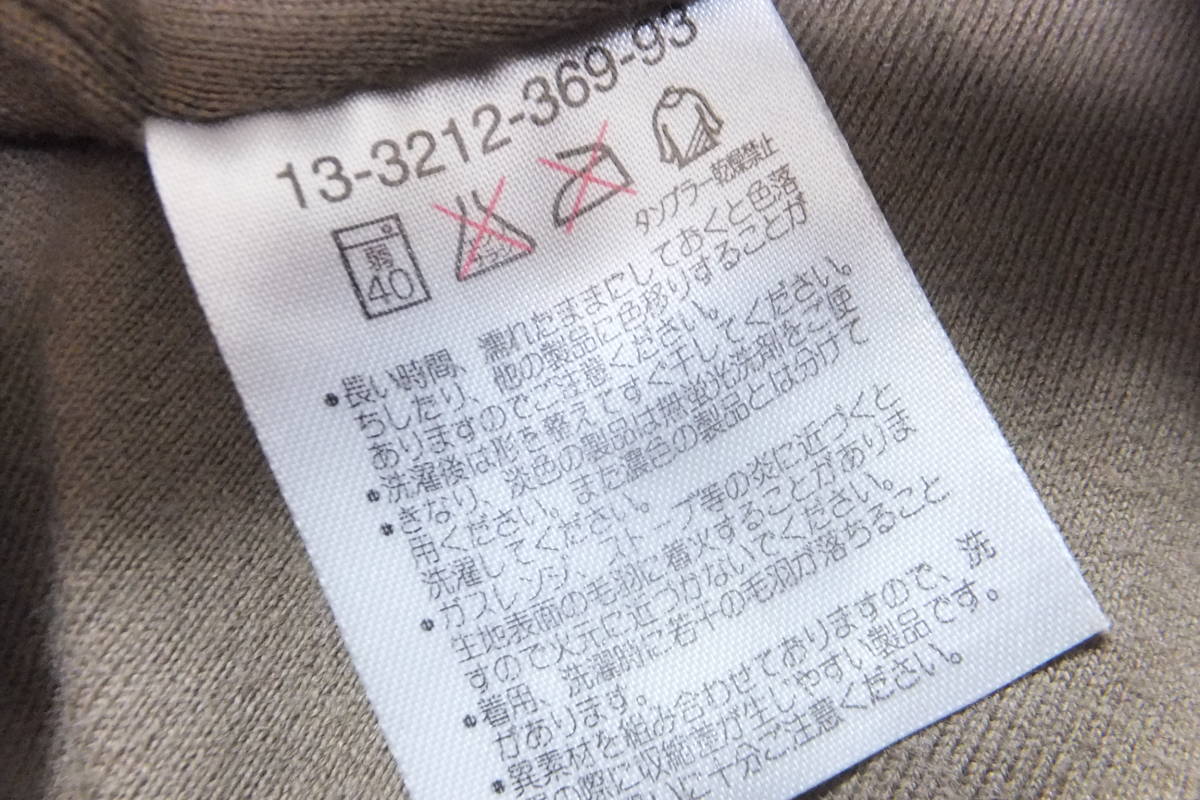 13-3212-369-93
弱
40
タンブラー乾燥禁止
・長い時間、濡れたままにしておくと色落
ちしたり、他の製品に色移りすることが
ありますのでご注意ください。
・洗濯後は形を整えてすぐ干してください。
・きなり、淡色の製品は無蛍光洗剤をご使
用ください。また濃色の製品とは分けて
洗濯してください。
・ガスレンジ、ストーブ等の炎に近づくと
生地表面の毛羽に着火することがありま
すので火元に近づかないでください。
・着用、洗濯時に若干の毛羽が落ちること
があります。
・異素材を組み合わせておりますので、洗
の際に収縮差が生じやすい製品です。
に十分ご注意ください。